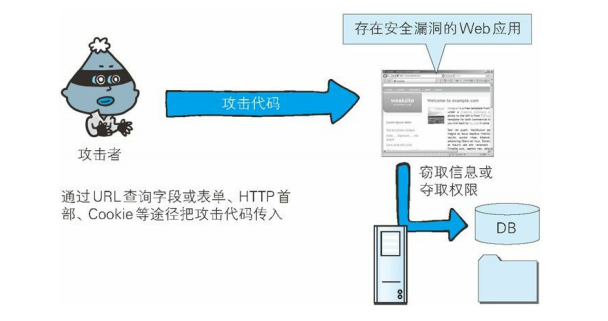 存在安全漏洞的Web应用
攻击代码
weaksite
Welcome to example.com
攻击者
窃取信息或
夺取权限
通过URL查询字段或表单、HTTP首
部、Cookie等途径把攻击代码传入
DB